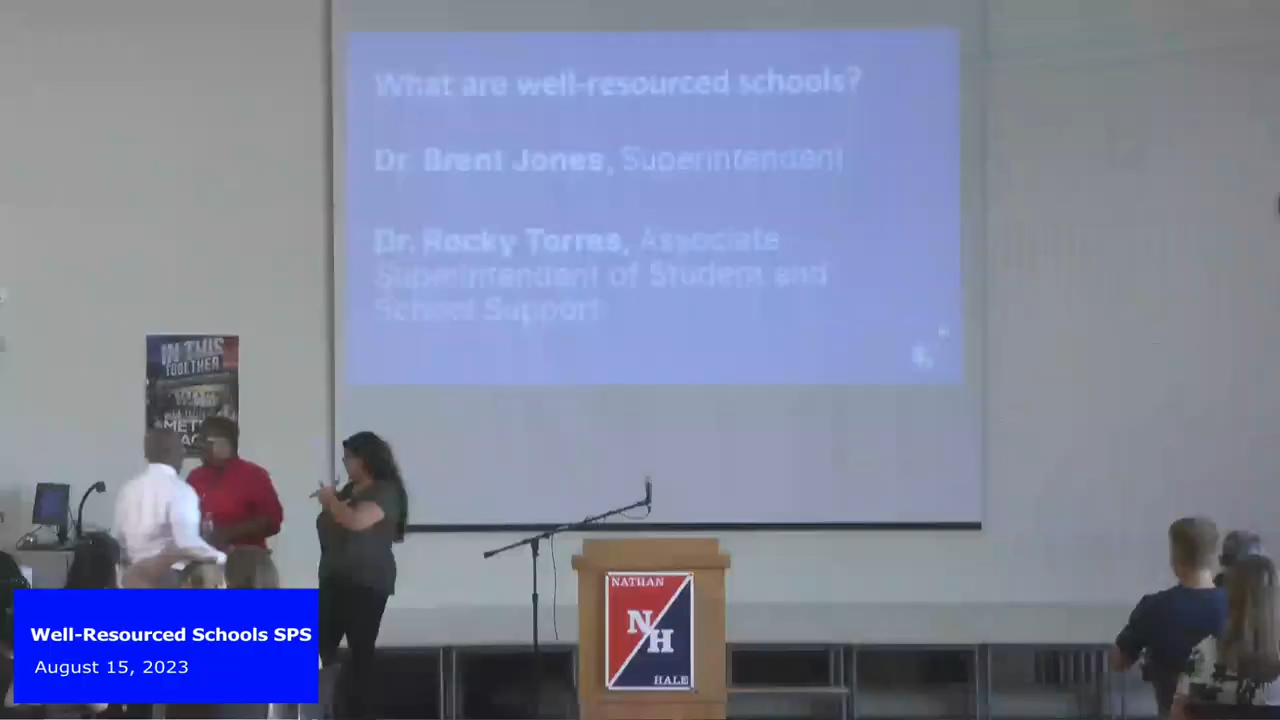 What are well-resourced schools?
Dr. Brent Jones, Superintendent
Dr. Rocky Torres, Associate
Superintendent of Student and
School Support
IN THIS
TOGETHER
NATHAN
NH
HALE
Well-Resourced Schools SPS
August 15, 2023